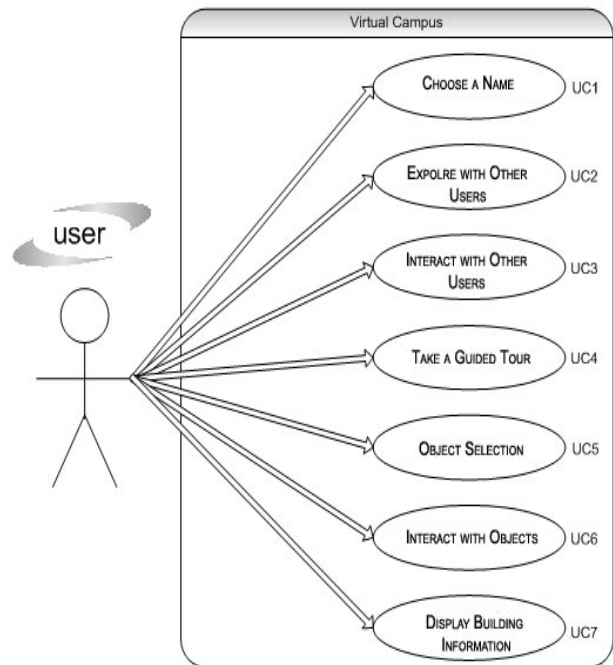 Virtual Campus
CHOOSE A NAME
UC1
EXPOLRE WITH OTHER
USERS
UC2
user
INTERACT WITH OTHER
USERS
UC3
TAKE A GUIDED TOUR
UC4
OBJECT SELECTION
UC5
INTERACT WITH OBJECTS
UC6
DISPLAY BUILDING
INFORMATION
UC7